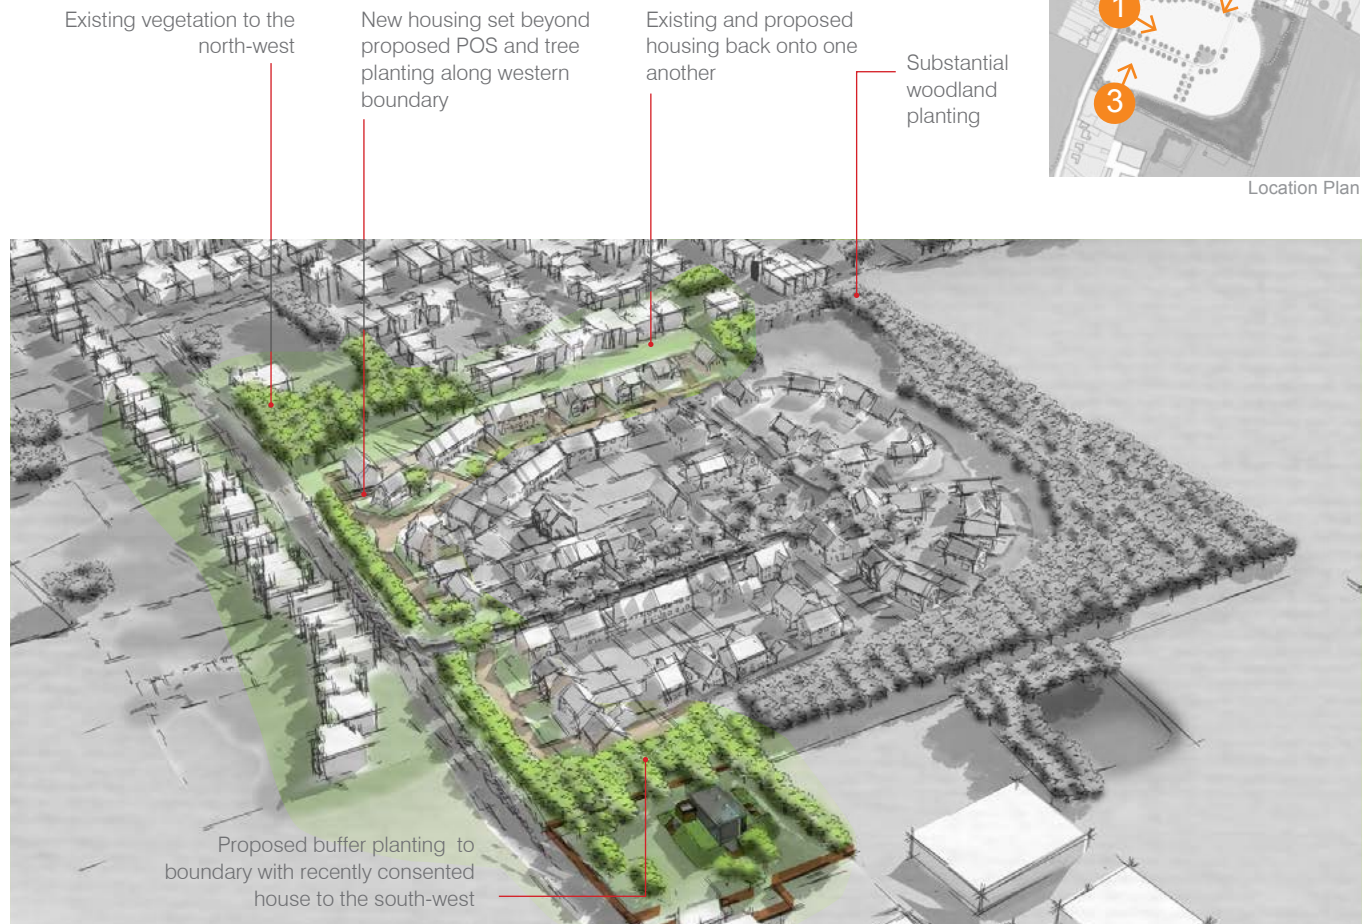 Existing vegetation to the
north-west
New housing set beyond
proposed POS and tree
planting along western
boundary
Existing and proposed
housing back onto one
another
Substantial
woodland
planting
1
3
Location Plan
Proposed buffer planting to
boundary with recently consented
house to the south-west